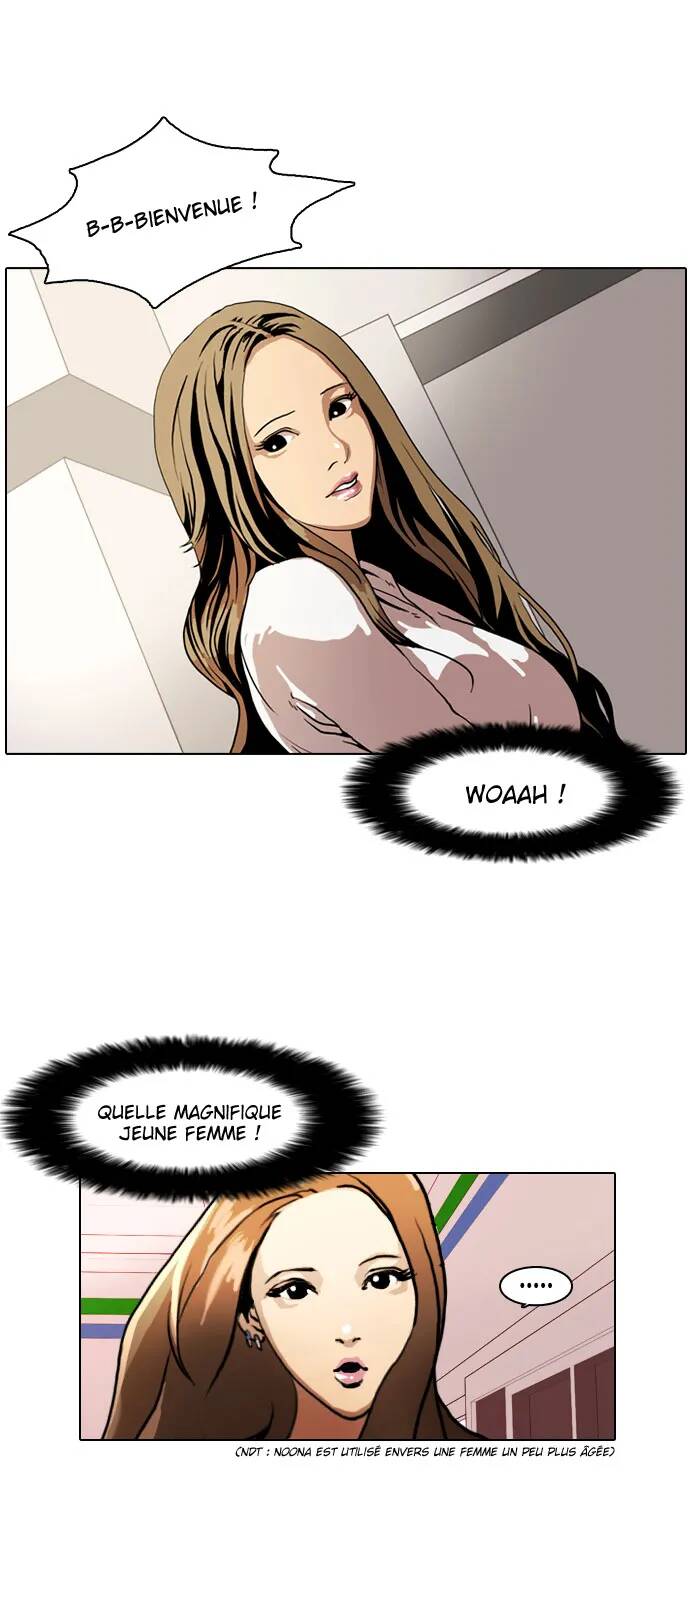 B-B-BIENVENUE !
WOAAH !
QUELLE MAGNIFIQUE
JEUNE FEMME !
.....
(NDT : NOONA EST UTILISÉ ENVERS UNE FEMME UN PEU PLUS ÂGÉE)